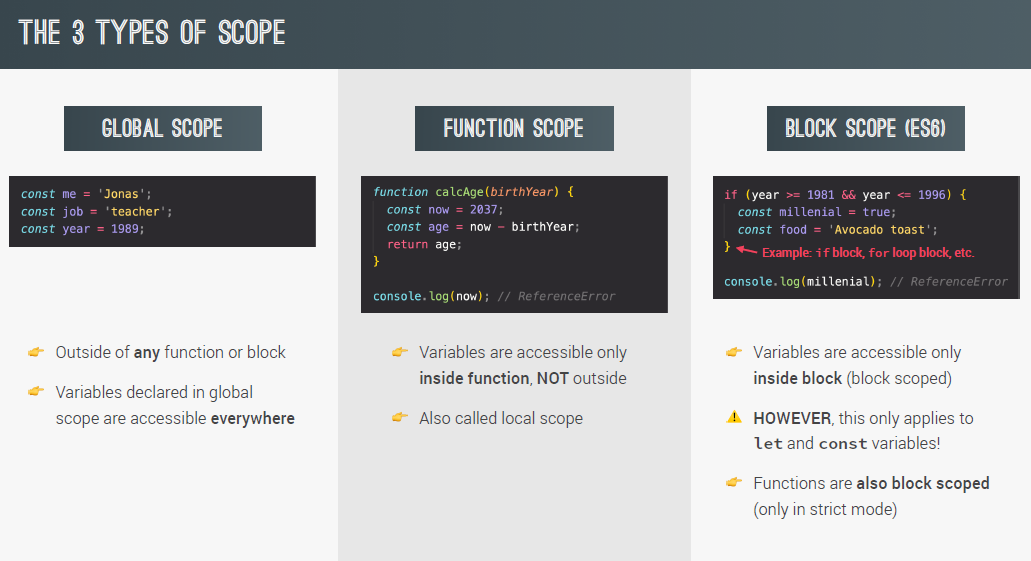 THE 3 TYPES OF SCOPE
GLOBAL SCOPE
const me = 'Jonas';
const job = 'teacher';
const year = 1989;
Outside of any function or block
Variables declared in global
scope are accessible everywhere
FUNCTION SCOPE
function calcAge(birthYear) {
const now = 2037;
const age = now - birthYear;
return age;
}
console.log(now); // ReferenceError
Variables are accessible only
inside function, NOT outside
Also called local scope
BLOCK SCOPE (ES6)
if (year >= 1981 && year <= 1996) {
const millenial = true;
const food = 'Avocado toast';
} Example: if block, for loop block, etc.
console.log(millenial); // ReferenceError
Variables are accessible only
inside block (block scoped)
HOWEVER, this only applies to
let and const variables!
Functions are also block scoped
(only in strict mode)